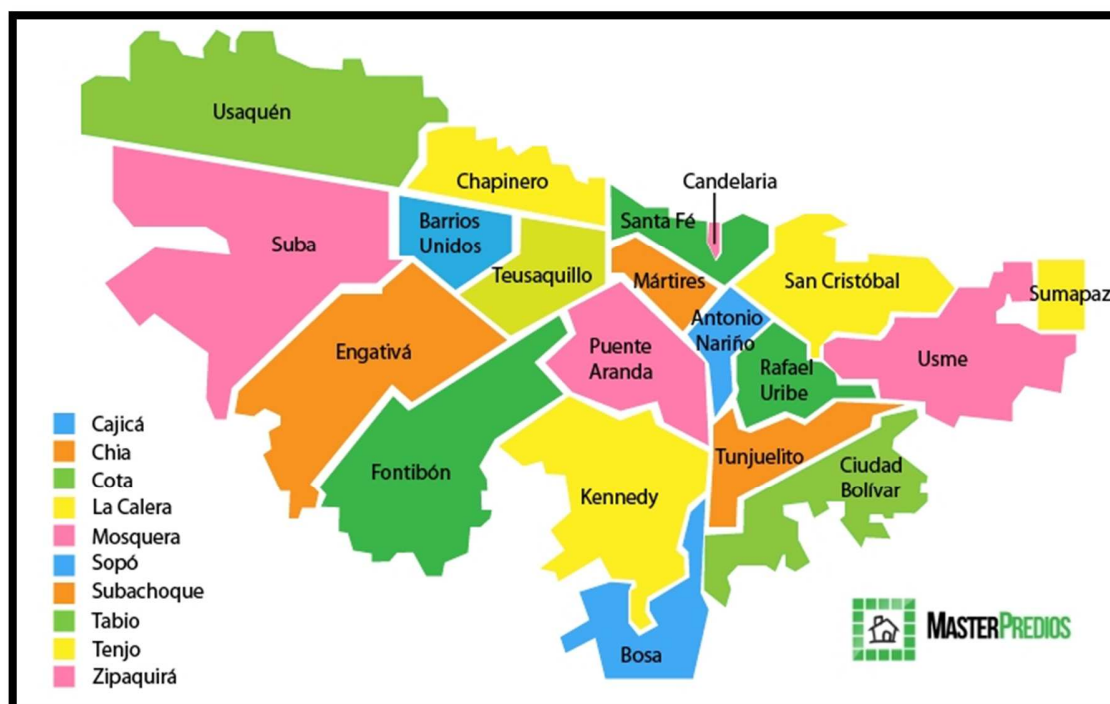 Usaquén
Chapinero
Candelaria
Santa Fé
Barrios
Unidos
Suba
Teusaquillo
Mártires
San Cristóbal
Sumapaz
Antonio
Nariño
Engativá
Puente
Aranda
Usme
Rafael
Uribe
Fontibón
Tunjuelito
Ciudad
Bolívar
Kennedy
Bosa
Cajicá
Chia
Cota
La Calera
Mosquera
Sopó
Subachoque
Tabio
Tenjo
Zipaquirá
MASTERPREDIOS